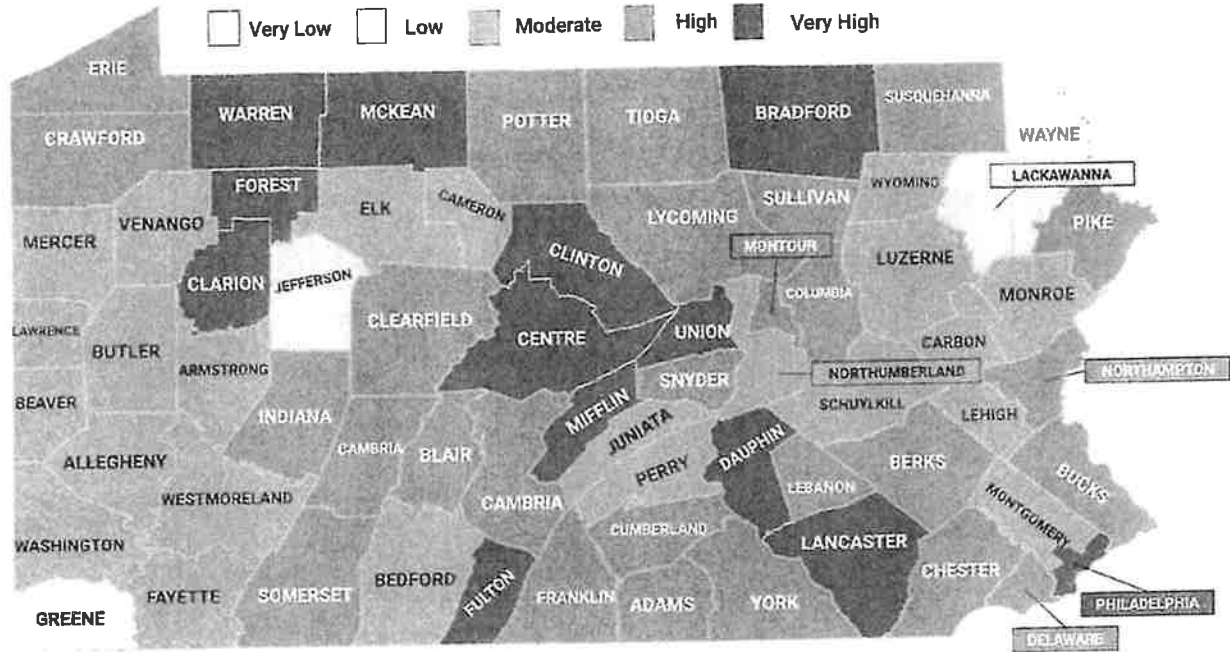 Very Low Low Moderate High Very High
ERIE
WARREN
MCKEAN
POTTER
TIOGA
BRADFORD
SUSQUEHANNA
WAYNE
CRAWFORD
LACKAWANNA
FOREST
ELK
CAMERON
SULLIVAN
WYOMING
MERCER
VENANGO
LYCOMING
PIKE
MONTOUR
CLARION
JEFFERSON
CLINTON
LUZERNE
COLUMBIA
MONROE
LAWRENCE
BUTLER
CLEARFIELD
CENTRE
UNION
CARBON
ARMSTRONG
SNYDER
NORTHUMBERLAND
NORTHAMPTON
BEAVER
INDIANA
MIFFLIN
SCHUYLKILL
LEHIGH
ALLEGHENY
CAMBRIA
BLAIR
JUNIATA
DAUPHIN
BERKS
BUCKS
WESTMORELAND
PERRY
LEBANON
MONTGOMERY
CAMBRIA
CUMBERLAND
WASHINGTON
LANCASTER
BEDFORD
CHESTER
FAYETTE
SOMERSET
FULTON
FRANKLIN
ADAMS
YORK
PHILADELPHIA
GREENE
DELAWARE